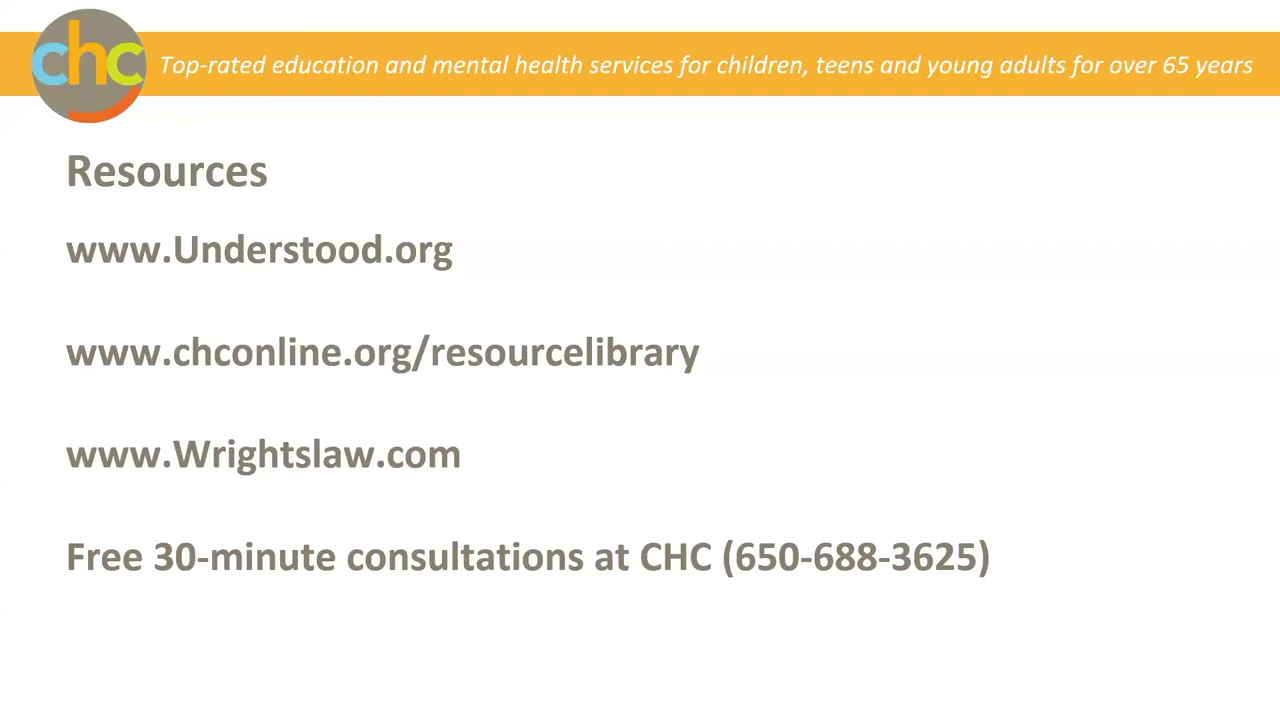 chc
Top-rated education and mental health services for children, teens and young adults for over 65 years
Resources
www.Understood.org
www.chconline.org/resourcelibrary
www.Wrightslaw.com
Free 30-minute consultations at CHC (650-688-3625)